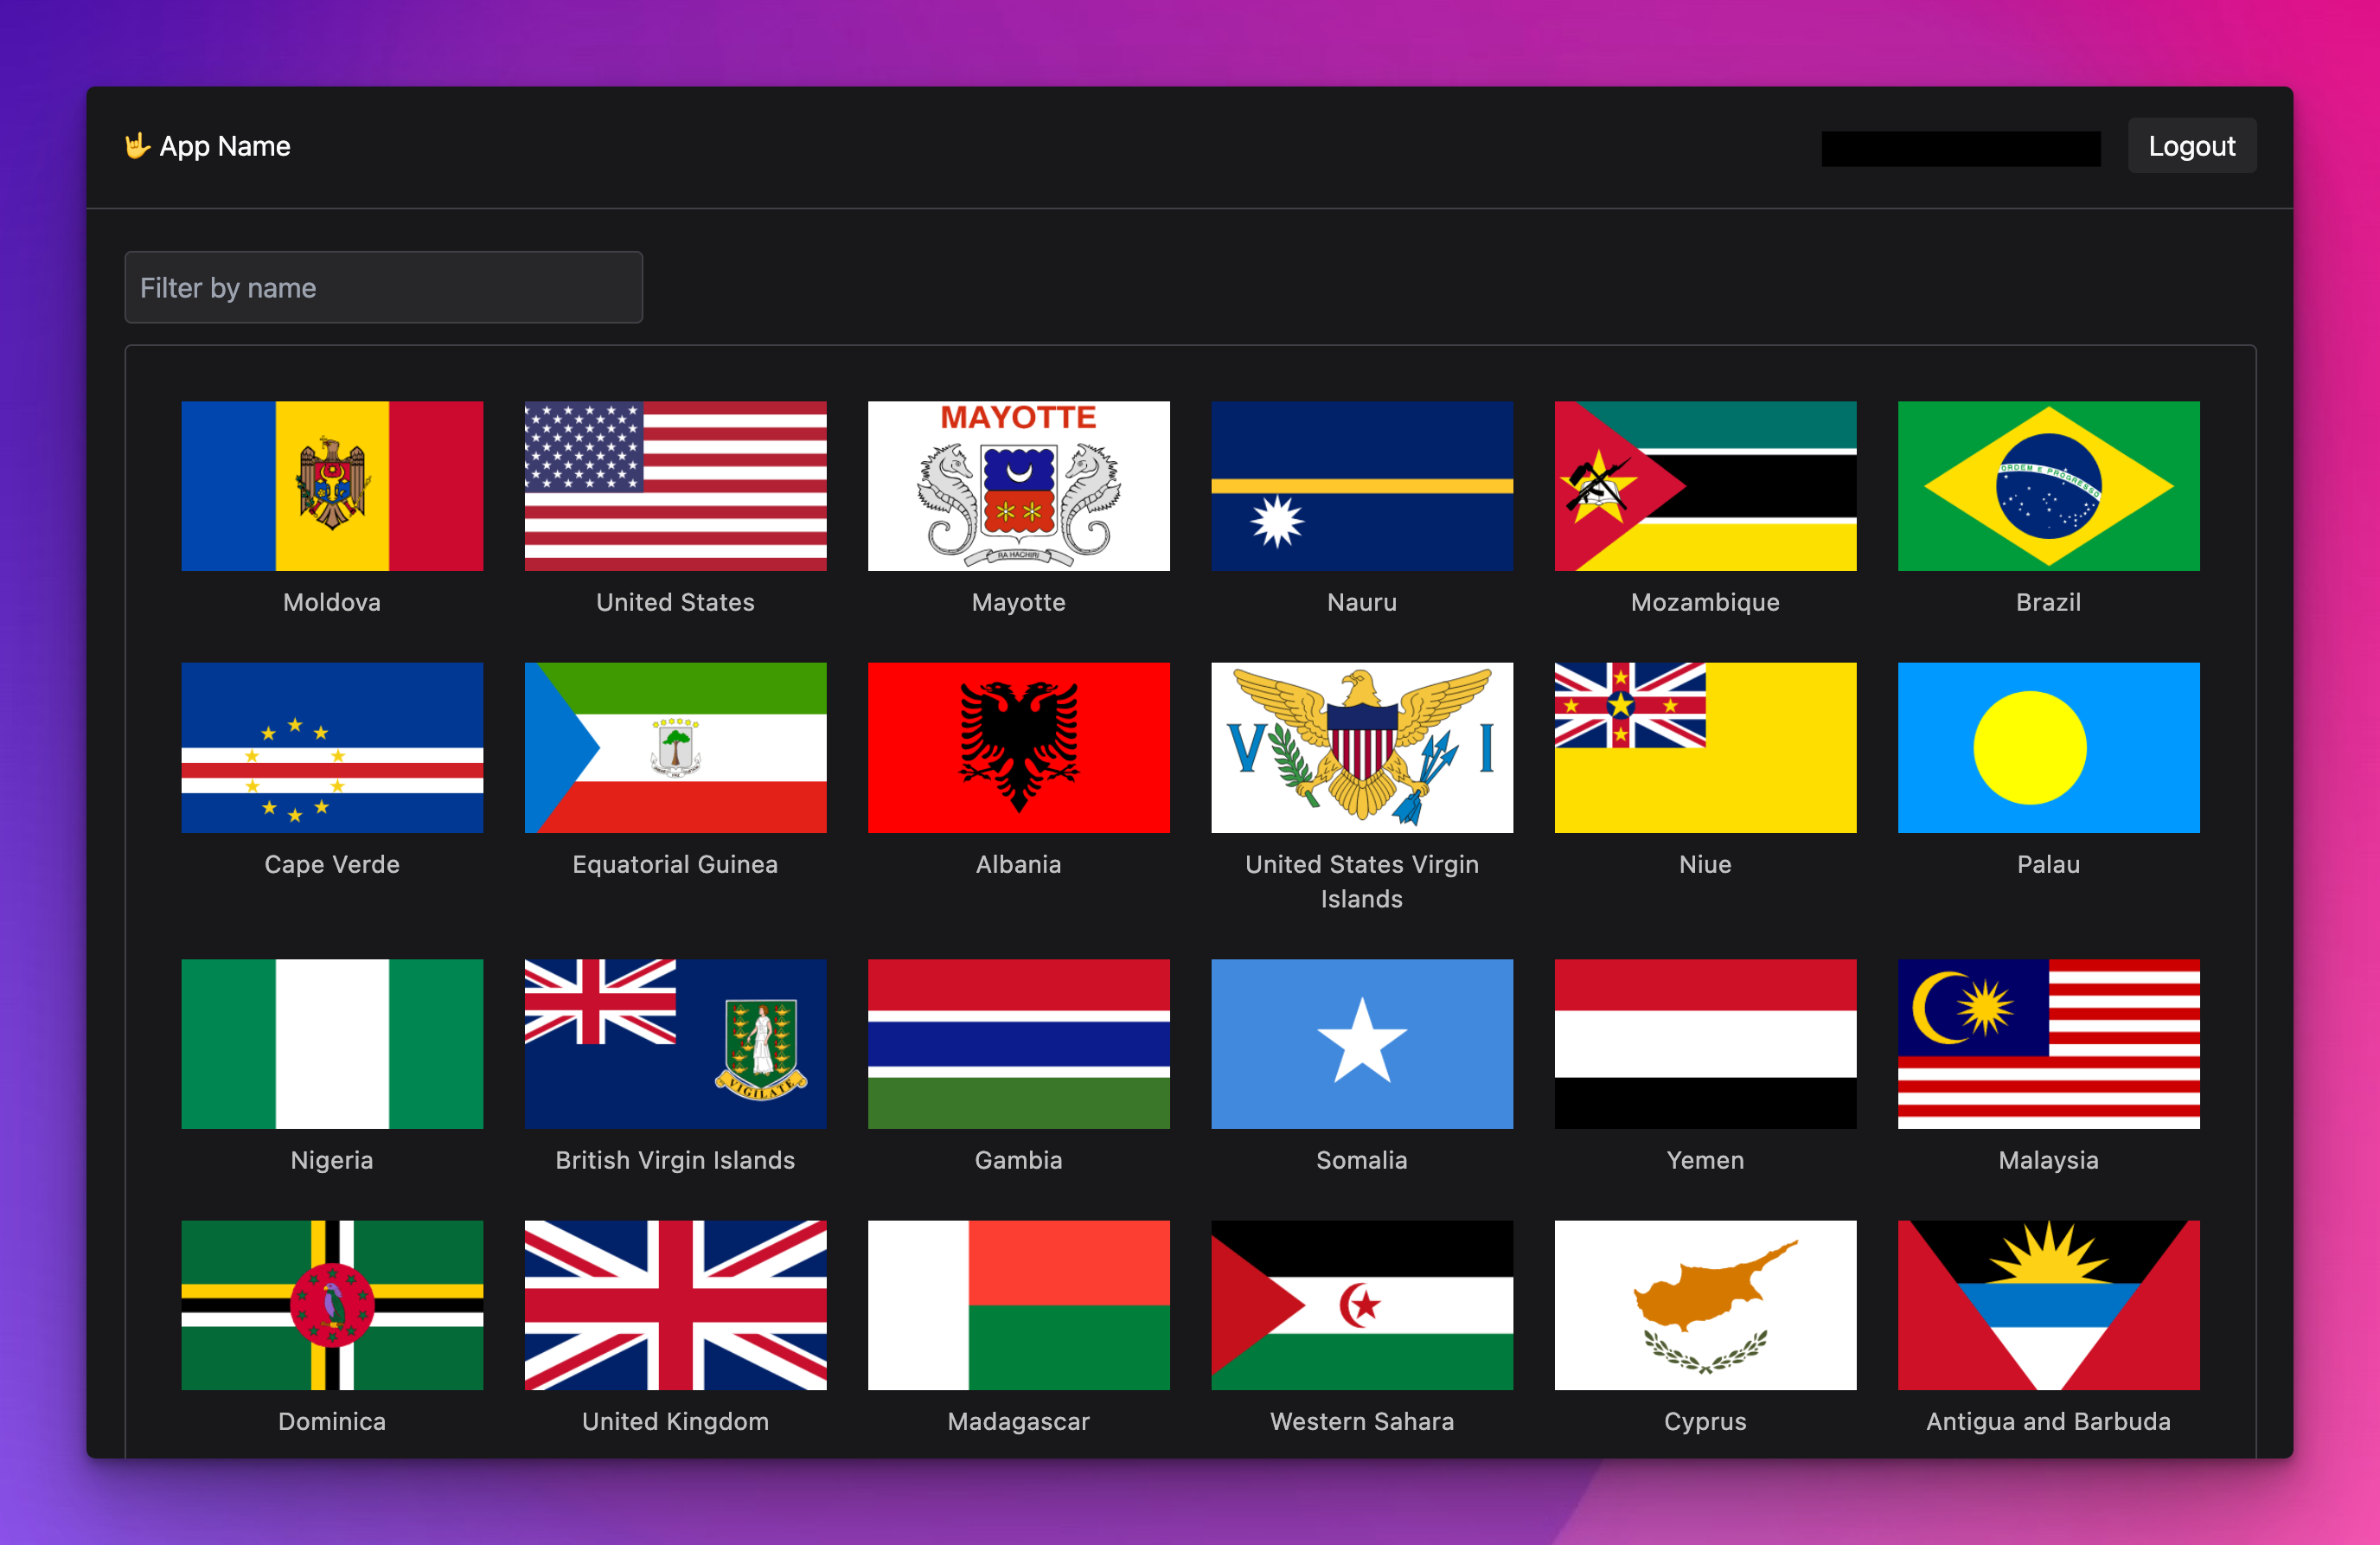 🤟 App Name
Logout
Filter by name
MAYOTTE
RA HACHIRI
ORDEM E PROGRESSO
Moldova
United States
Mayotte
Nauru
Mozambique
Brazil
V I
Cape Verde
Equatorial Guinea
Albania
United States Virgin
Islands
Niue
Palau
VIGILATE
Nigeria
British Virgin Islands
Gambia
Somalia
Yemen
Malaysia
Dominica
United Kingdom
Madagascar
Western Sahara
Cyprus
Antigua and Barbuda